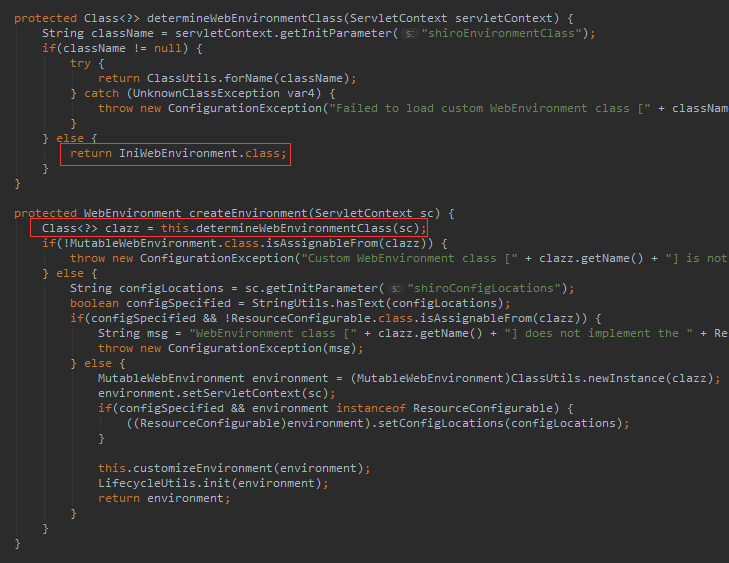 protected Class<?> determineWebEnvironmentClass(ServletContext servletContext) {
    String className = servletContext.getInitParameter( s: "shiroEnvironmentClass");
    if(className != null) {
        try {
            return ClassUtils.forName(className);
        } catch (UnknownClassException var4) {
            throw new ConfigurationException("Failed to load custom WebEnvironment class [" + className
        }
    } else {
        return IniWebEnvironment.class;
    }
}
protected WebEnvironment createEnvironment(ServletContext sc) {
    Class<?> clazz = this.determineWebEnvironmentClass(sc);
    if(!MutableWebEnvironment.class.isAssignableFrom(clazz)) {
        throw new ConfigurationException("Custom WebEnvironment class [" + clazz.getName() + "] is not
    } else {
        String configLocations = sc.getInitParameter( s: "shiroConfigLocations");
        boolean configSpecified = StringUtils.hasText(configLocations);
        if(configSpecified && !ResourceConfigurable.class.isAssignableFrom(clazz)) {
            String msg = "WebEnvironment class [" + clazz.getName() + "] does not implement the " + Re
            throw new ConfigurationException(msg);
        } else {
            MutableWebEnvironment environment = (MutableWebEnvironment)ClassUtils.newInstance(clazz);
            environment.setServletContext(sc);
            if(configSpecified && environment instanceof ResourceConfigurable) {
                ((ResourceConfigurable)environment).setConfigLocations(configLocations);
            }
            this.customizeEnvironment(environment);
            LifecycleUtils.init(environment);
            return environment;
        }
    }
}